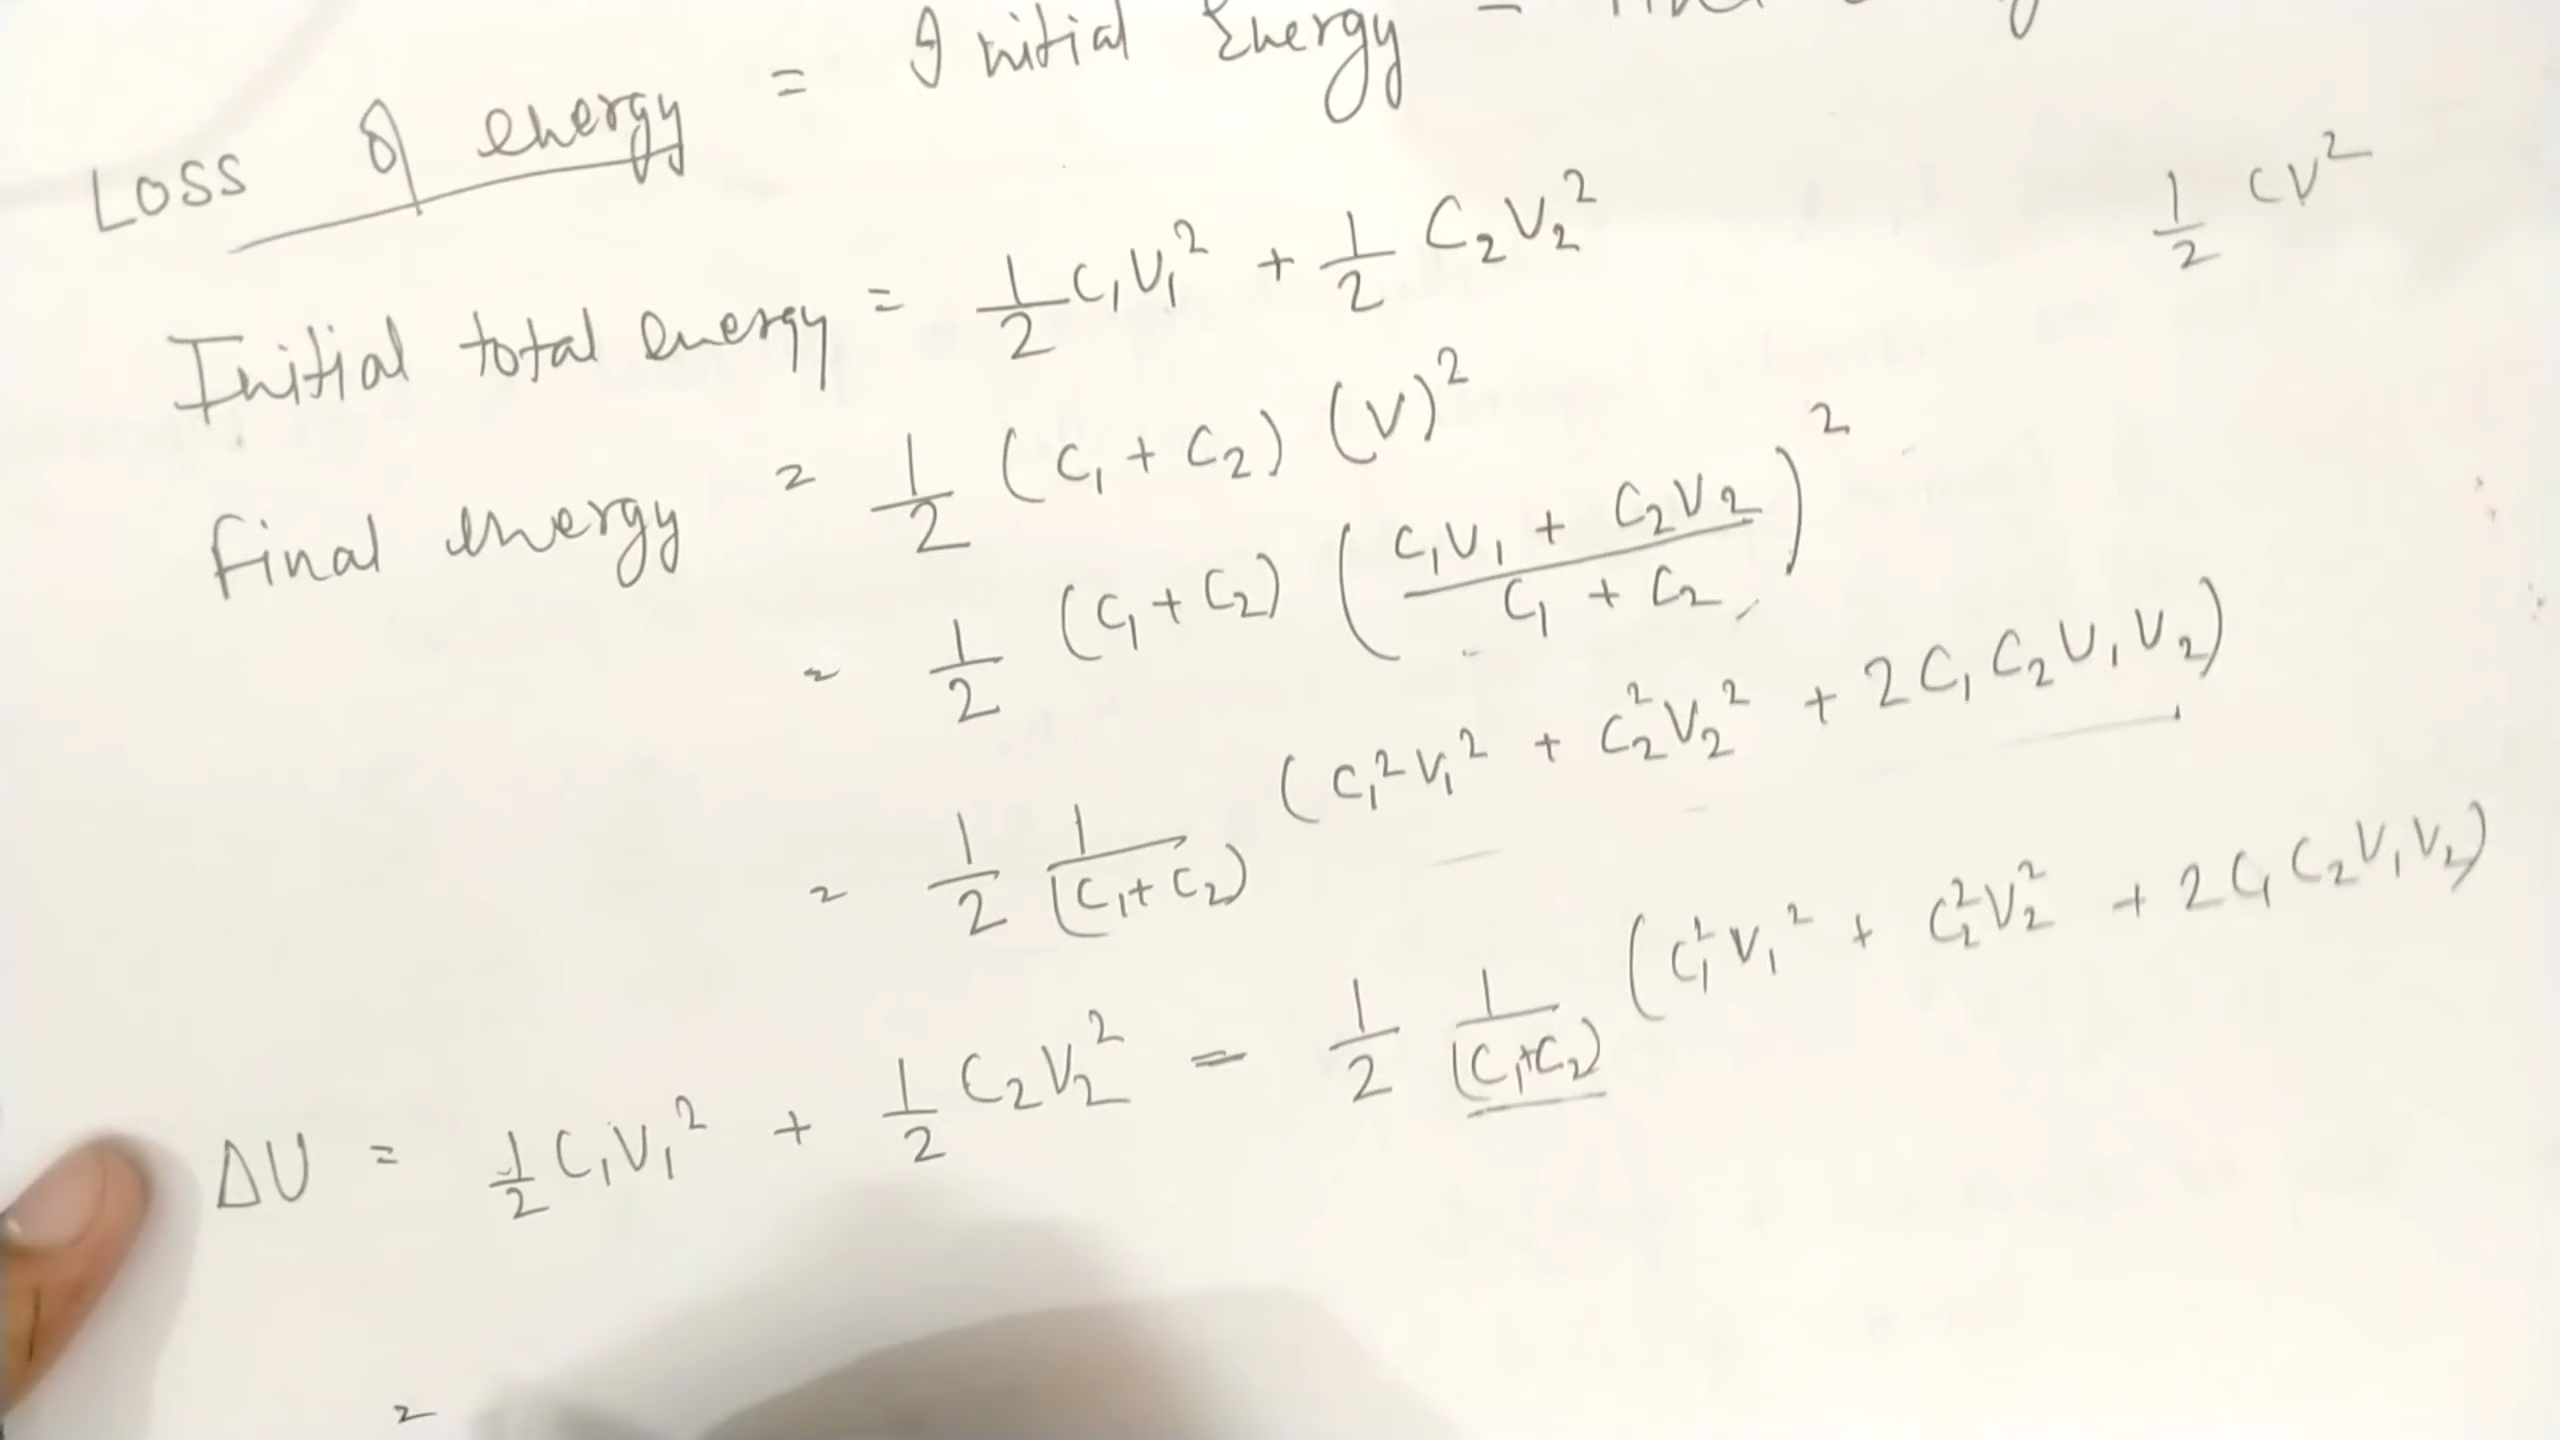 Loss of energy = Initial Energy -
1/2 CV²
Initial total energy = 1/2 C₁V₁² + 1/2 C₂V₂²
final energy = 1/2 (C₁ + C₂) (V)²
= 1/2 (C₁ + C₂) ((C₁V₁ + C₂V₂)/(C₁ + C₂))²
= 1/2 1/(C₁ + C₂) (C₁²V₁² + C₂²V₂² + 2C₁C₂V₁V₂)
ΔU = 1/2 C₁V₁² + 1/2 C₂V₂² - 1/2 1/(C₁+C₂) (C₁²V₁² + C₂²V₂² + 2C₁C₂V₁V₂)
=